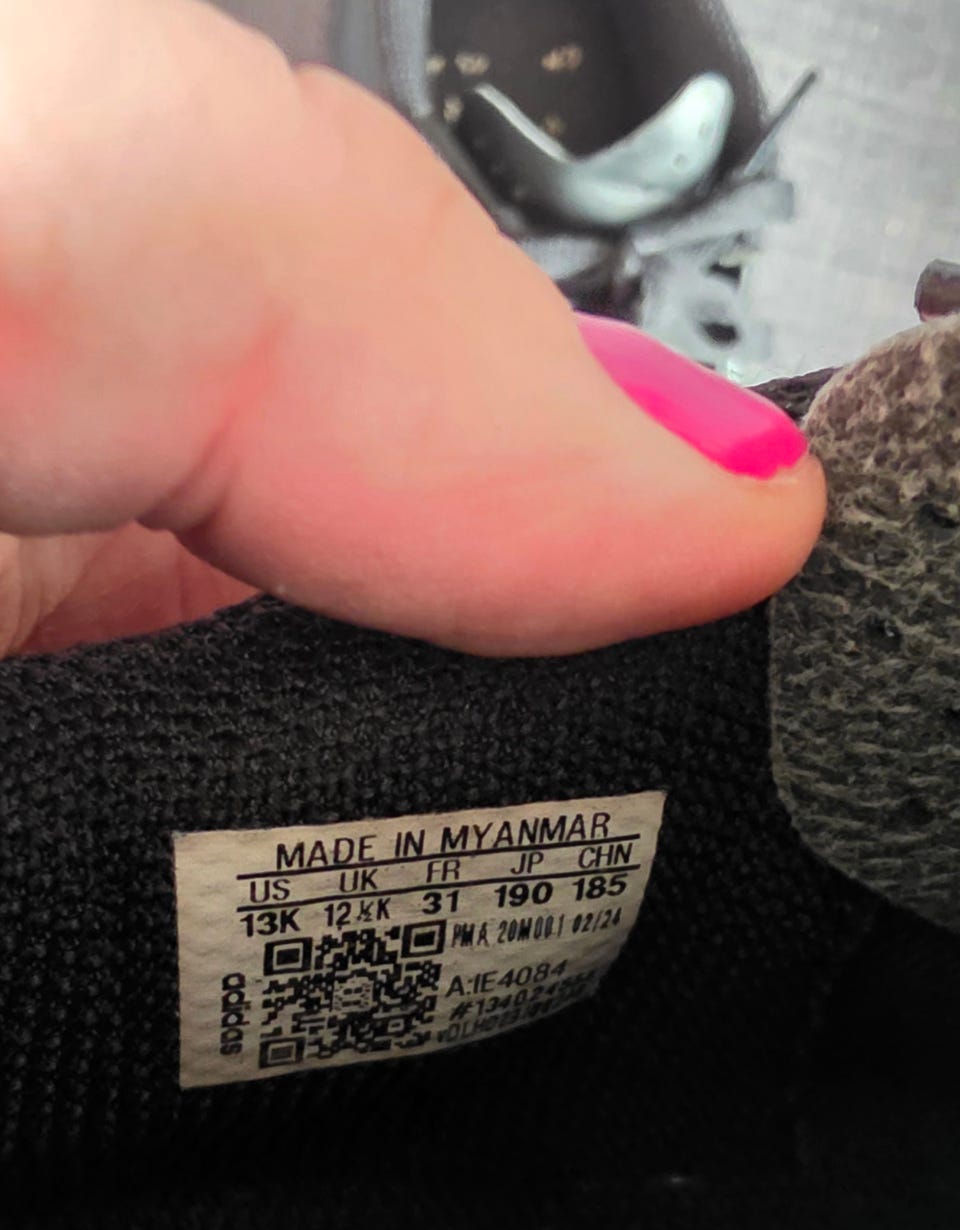 MADE IN MYANMAR
US UK FR JP CHN
13K 12½K 31 190 185
PMA 20M001 02/24
A:IE4084
adidas